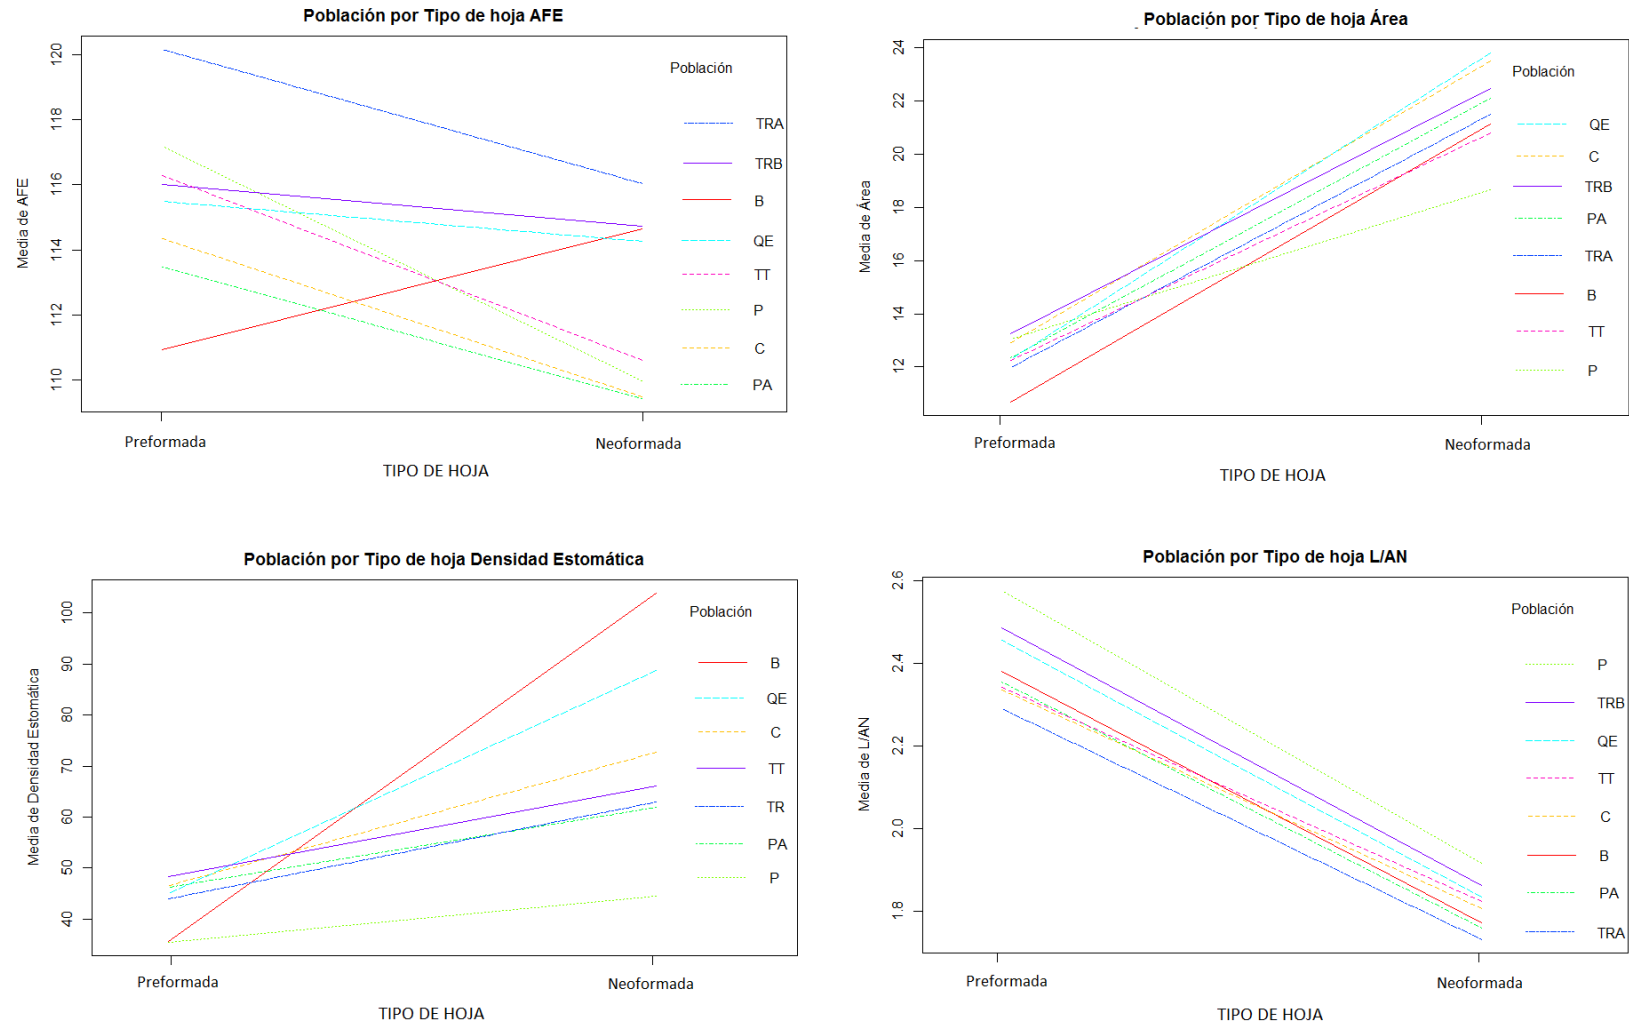 Población por Tipo de hoja AFE
Media de AFE
120
118
116
114
112
110
Población
TRA
TRB
B
QE
TT
P
C
PA
Preformada
Neoformada
TIPO DE HOJA
Población por Tipo de hoja Área
Media de Área
24
22
20
18
16
14
12
Población
QE
C
TRB
PA
TRA
B
TT
P
Preformada
Neoformada
TIPO DE HOJA
Población por Tipo de hoja Densidad Estomática
Media de Densidad Estomática
100
90
80
70
60
50
40
Población
B
QE
C
TT
TR
PA
P
Preformada
Neoformada
TIPO DE HOJA
Población por Tipo de hoja L/AN
Media de L/AN
2.6
2.4
2.2
2.0
1.8
Población
P
TRB
QE
TT
C
B
PA
TRA
Preformada
Neoformada
TIPO DE HOJA